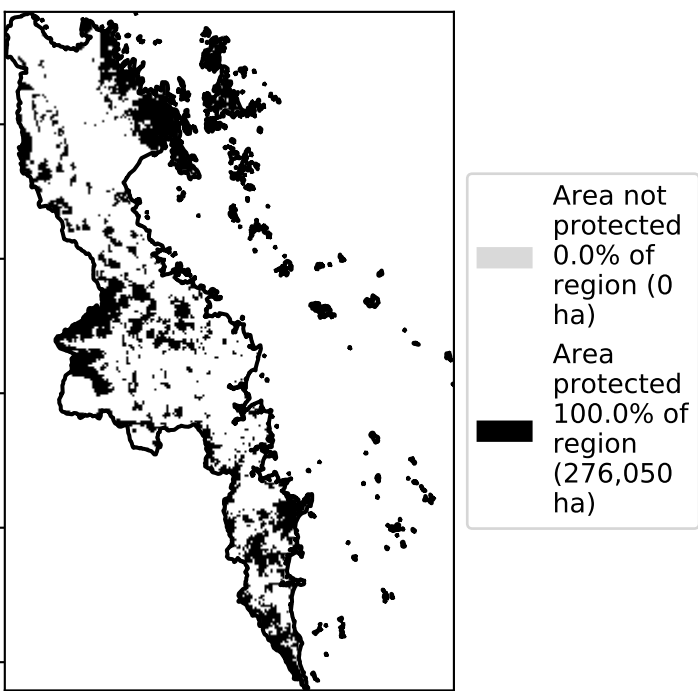 Area not
protected
0.0% of
region (0
ha)
Area
protected
100.0% of
region
(276,050
ha)